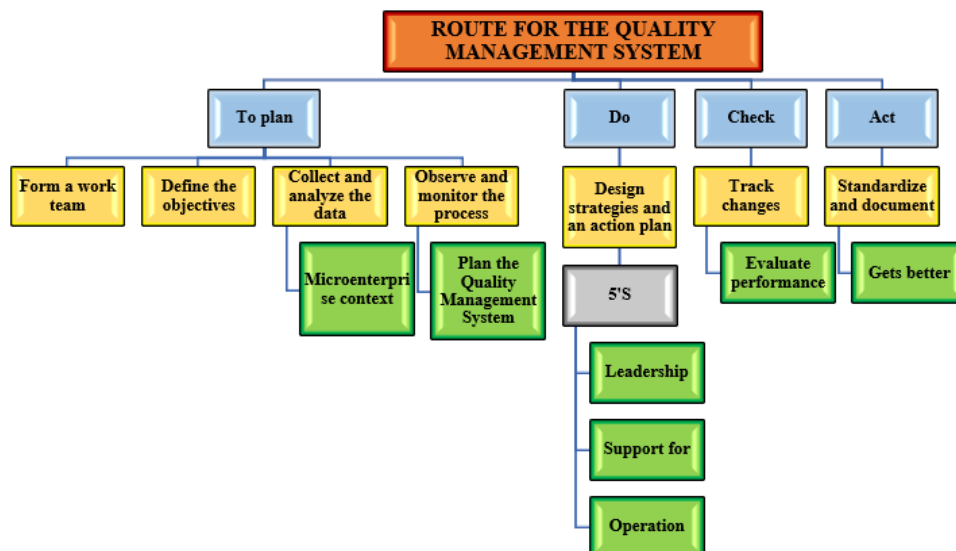 ROUTE FOR THE QUALITY
MANAGEMENT SYSTEM
To plan
Do
Check
Act
Form a work
team
Define the
objectives
Collect and
analyze the
data
Observe and
monitor the
process
Design
strategies and
an action plan
Track
changes
Standardize
and document
Microenterpri
se context
Plan the
Quality
Management
System
5'S
Evaluate
performance
Gets better
Leadership
Support for
Operation